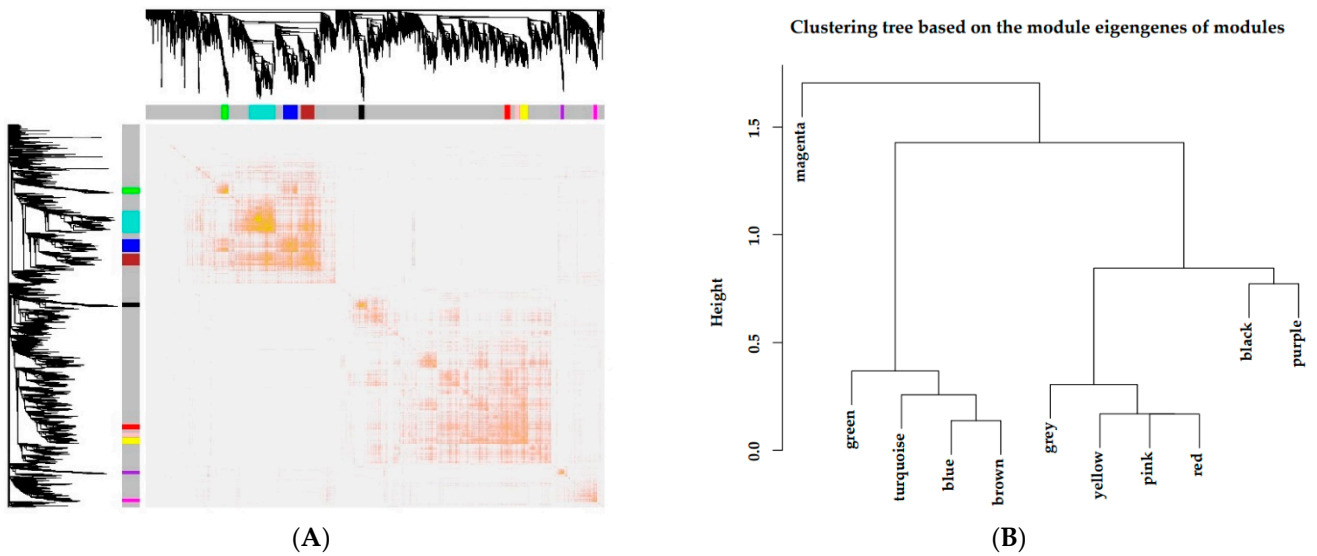 Clustering tree based on the module eigengenes of modules
Height
1.5
1.0
0.5
0.0
magenta
green
turquoise
blue
brown
grey
yellow
pink
red
black
purple
(A)
(B)